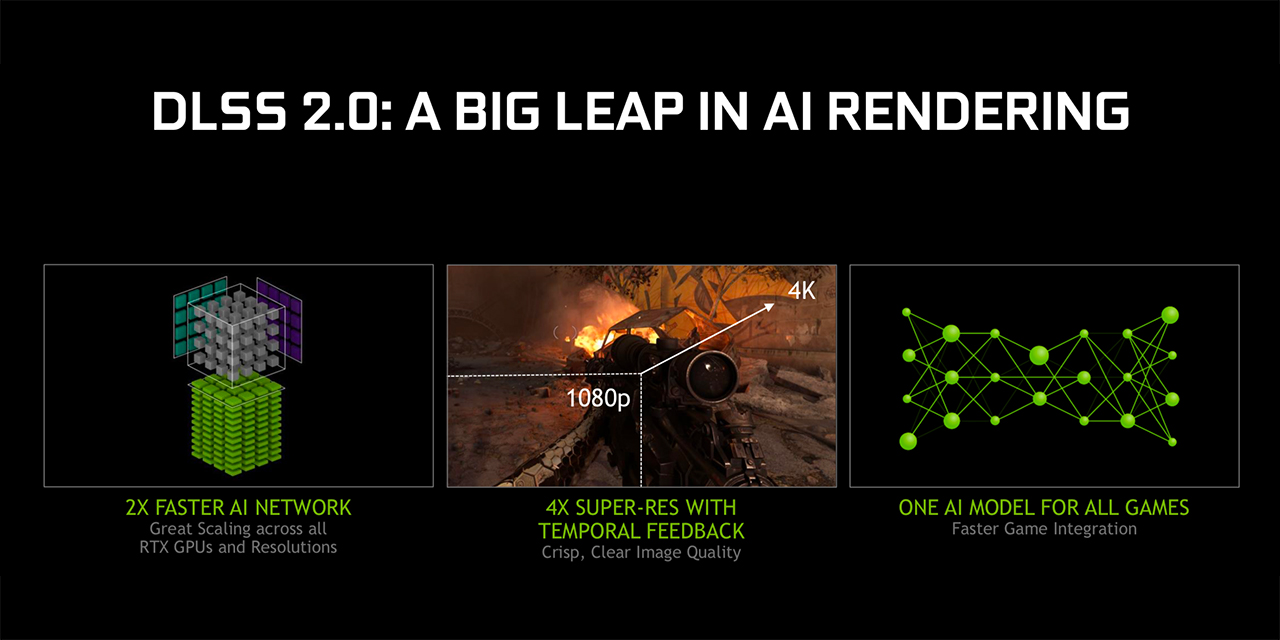 DLSS 2.0: A BIG LEAP IN AI RENDERING
4K
1080p
2X FASTER AI NETWORK
Great Scaling across all
RTX GPUs and Resolutions
4X SUPER-RES WITH
TEMPORAL FEEDBACK
Crisp, Clear Image Quality
ONE AI MODEL FOR ALL GAMES
Faster Game Integration